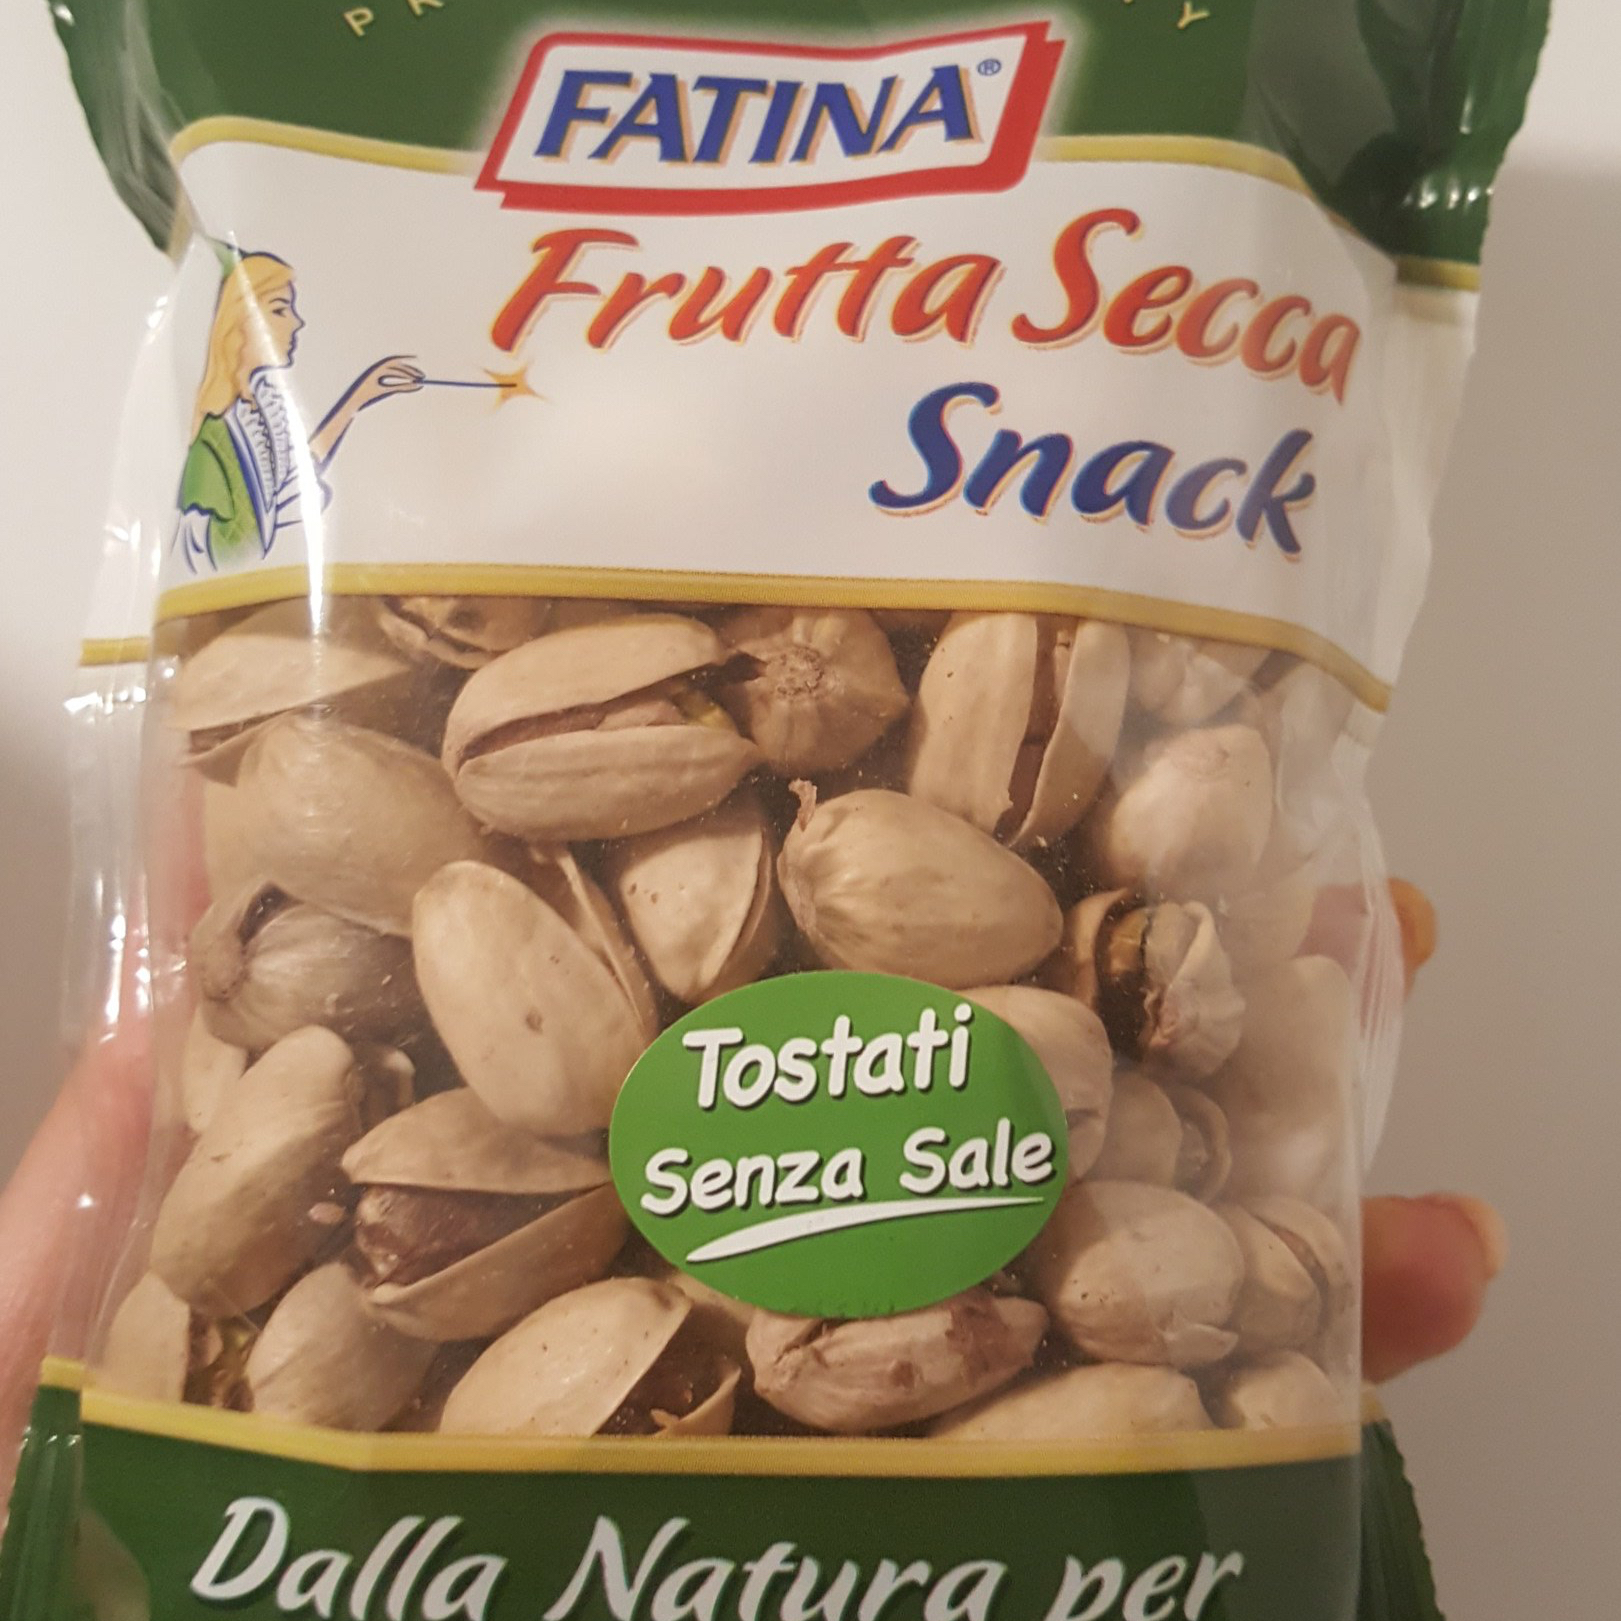 FATINA®
Frutta Secca
Snack
Tostati
Senza Sale
Dalla Natura per